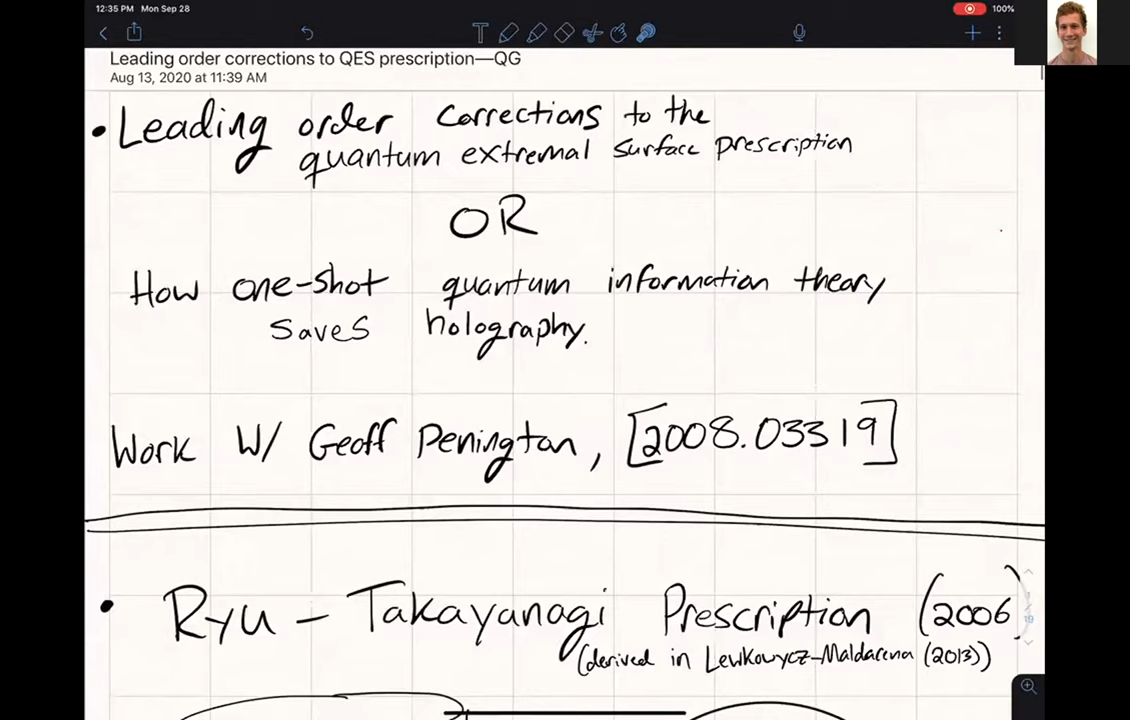 12:35 PM Mon Sep 28
100%
Leading order corrections to QES prescription—QG
Aug 13, 2020 at 11:39 AM
• Leading order corrections to the
quantum extremal surface prescription
OR
How one-shot quantum information theory
saves holography.
Work w/ Geoff Penington, [2008.03319]
• Ryu - Takayanagi Prescription (2006)
(derived in Lewkowycz-Maldacena (2013))